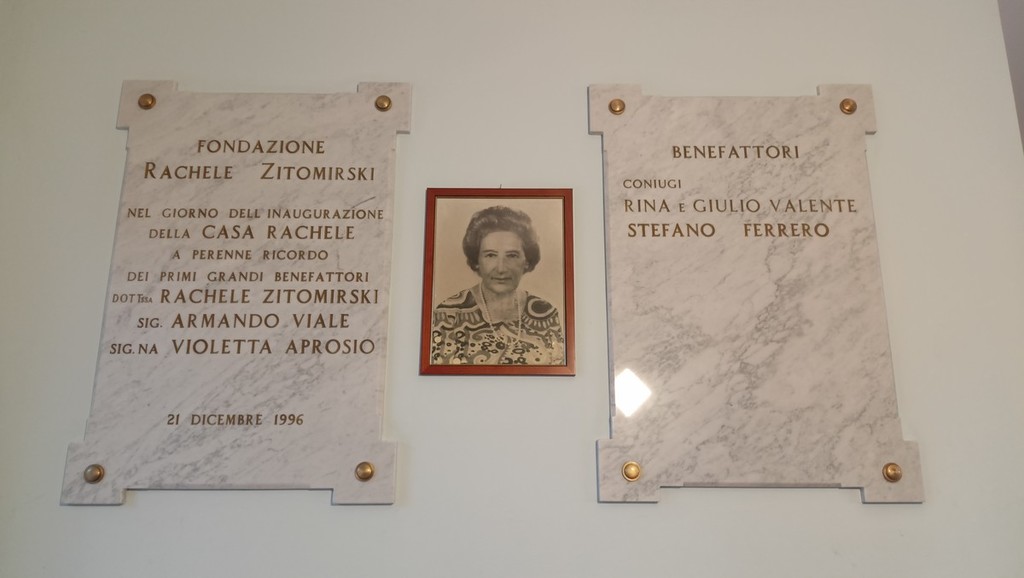 FONDAZIONE
RACHELE ZITOMIRSKI
NEL GIORNO DELL'INAUGURAZIONE
DELLA CASA RACHELE
A PERENNE RICORDO
DEI PRIMI GRANDI BENEFATTORI
DOTT.ssa RACHELE ZITOMIRSKI
SIG. ARMANDO VIALE
SIG.NA VIOLETTA APROSIO
21 DICEMBRE 1996
BENEFATTORI
CONIUGI
RINA E GIULIO VALENTE
STEFANO FERRERO